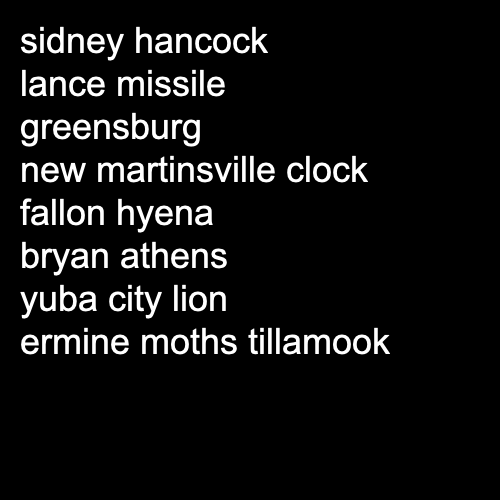 sidney hancock
lance missile
greensburg
new martinsville clock
fallon hyena
bryan athens
yuba city lion
ermine moths tillamook